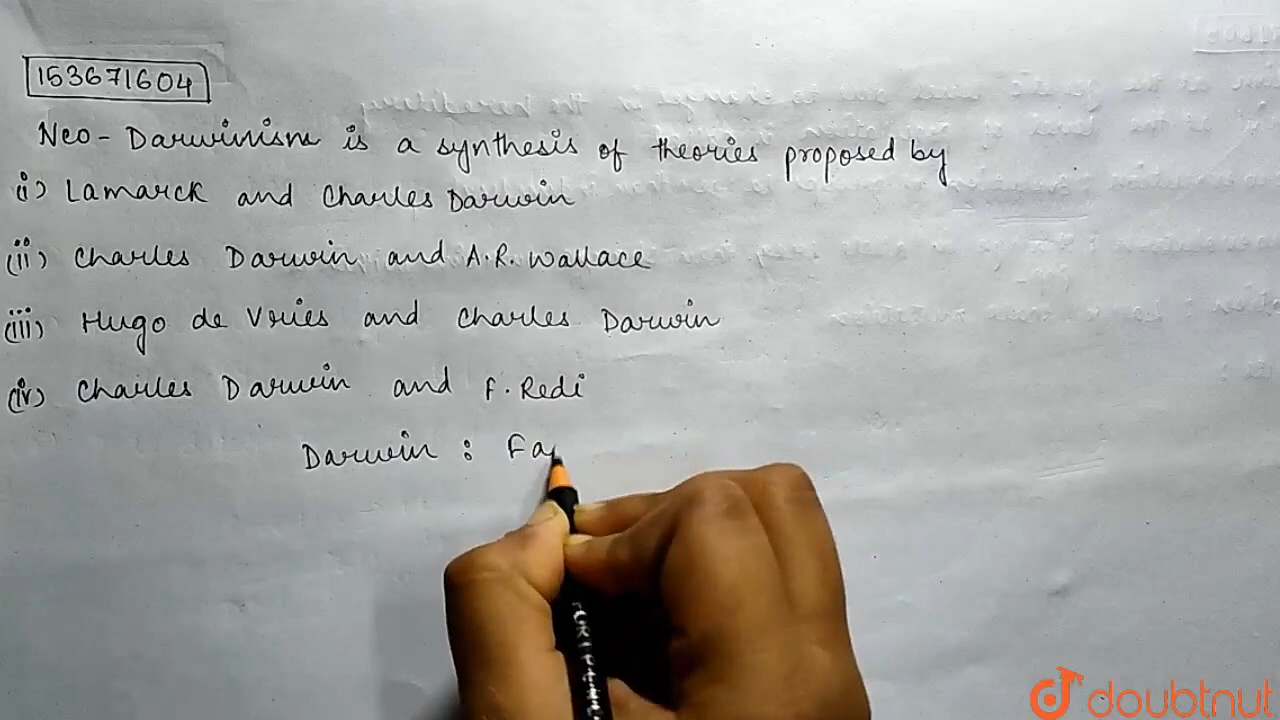 153671604
Neo-Darwinism is a synthesis of theories proposed by
(i) Lamarck and Charles Darwin
(ii) Charles Darwin and A.R. Wallace
(iii) Hugo de Vries and Charles Darwin
(iv) Charles Darwin and F. Redi
Darwin : Fa
doubtnut